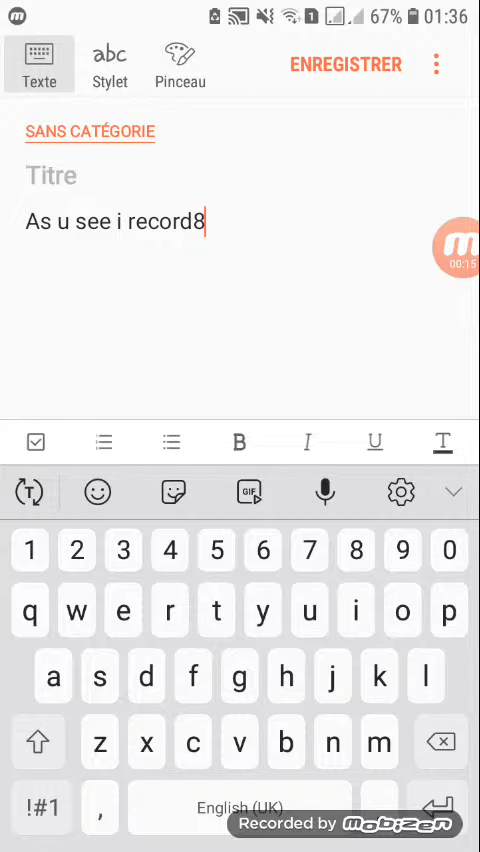 1 67% 01:36
Texte
abc
Stylet
Pinceau
ENREGISTRER
SANS CATÉGORIE
Titre
As u see i record8
00:15
B I U T
T GIF
1 2 3 4 5 6 7 8 9 0
q w e r t y u i o p
a s d f g h j k l
z x c v b n m
!#1 , English (UK)
Recorded by mobizen